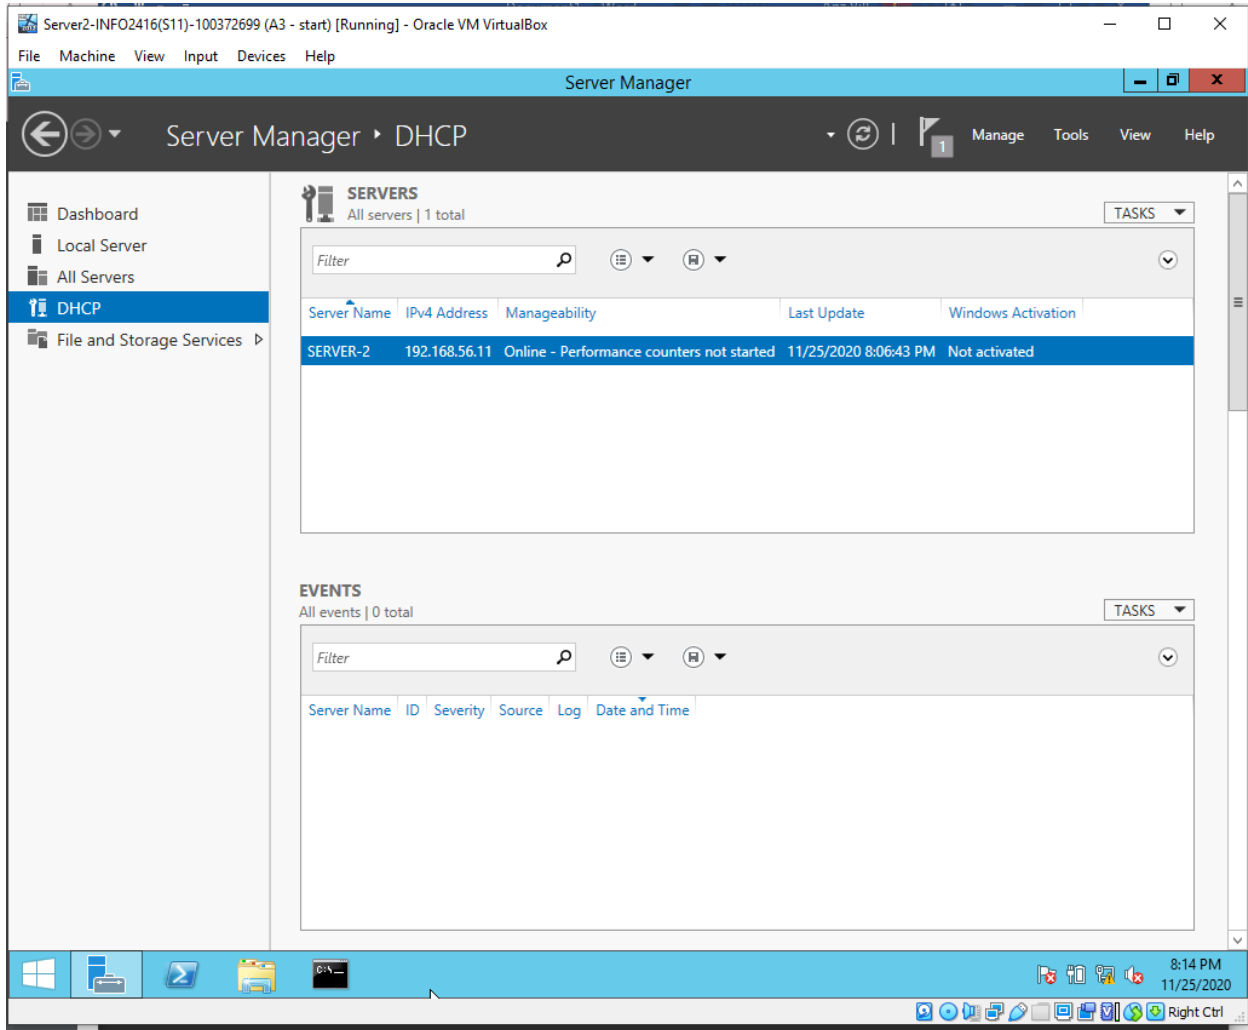 Server2-INFO2416(S11)-100372699 (A3 - start) [Running] - Oracle VM VirtualBox
File Machine View Input Devices Help
Server Manager
Server Manager ‣ DHCP
1 Manage Tools View Help
Dashboard
Local Server
All Servers
DHCP
File and Storage Services
SERVERS
All servers | 1 total
TASKS
Filter
Server Name IPv4 Address Manageability Last Update Windows Activation
SERVER-2 192.168.56.11 Online - Performance counters not started 11/25/2020 8:06:43 PM Not activated
EVENTS
All events | 0 total
TASKS
Filter
Server Name ID Severity Source Log Date and Time
8:14 PM
11/25/2020
Right Ctrl